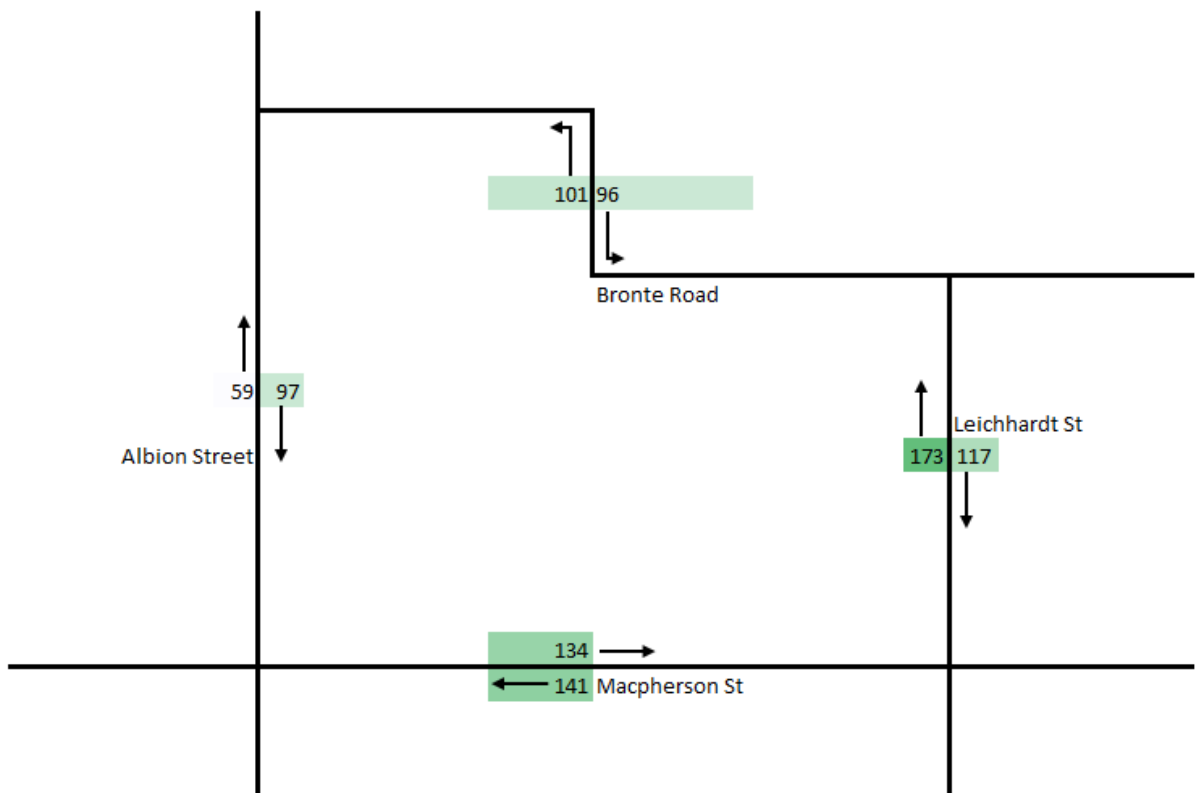 101 96
Bronte Road
59 97
Leichhardt St
Albion Street
173 117
134
141 Macpherson St